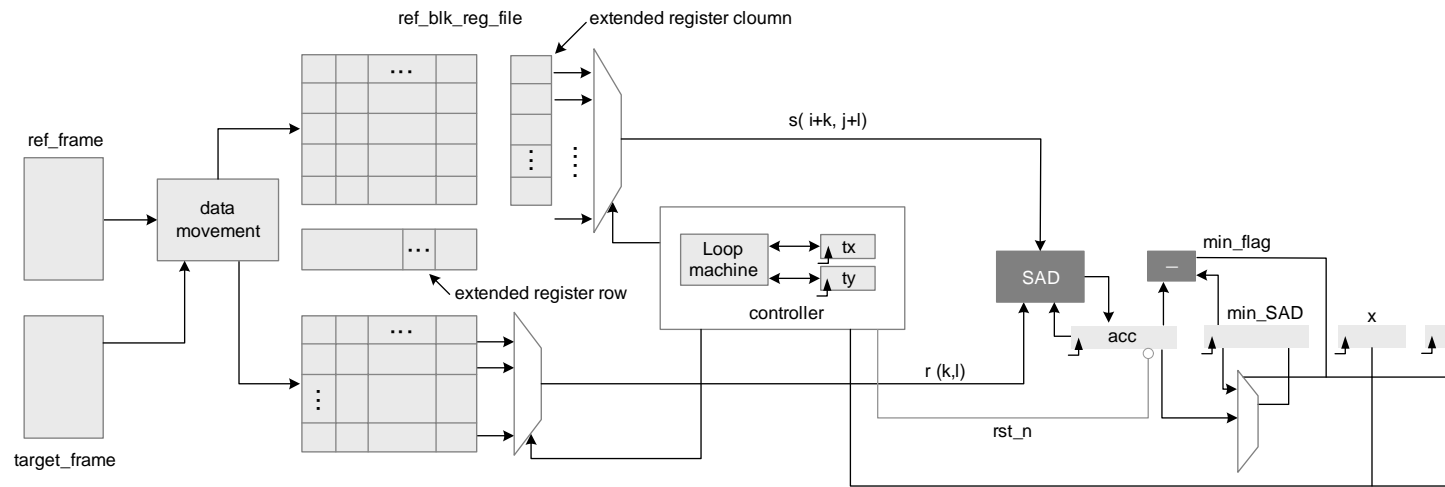 ref_blk_reg_file
extended register cloumn
...
ref_frame
s( i+k, j+l)
data
movement
...
...
...
extended register row
Loop
machine
tx
ty
controller
SAD
–
min_flag
min_SAD
x
acc
...
...
r (k,l)
rst_n
target_frame